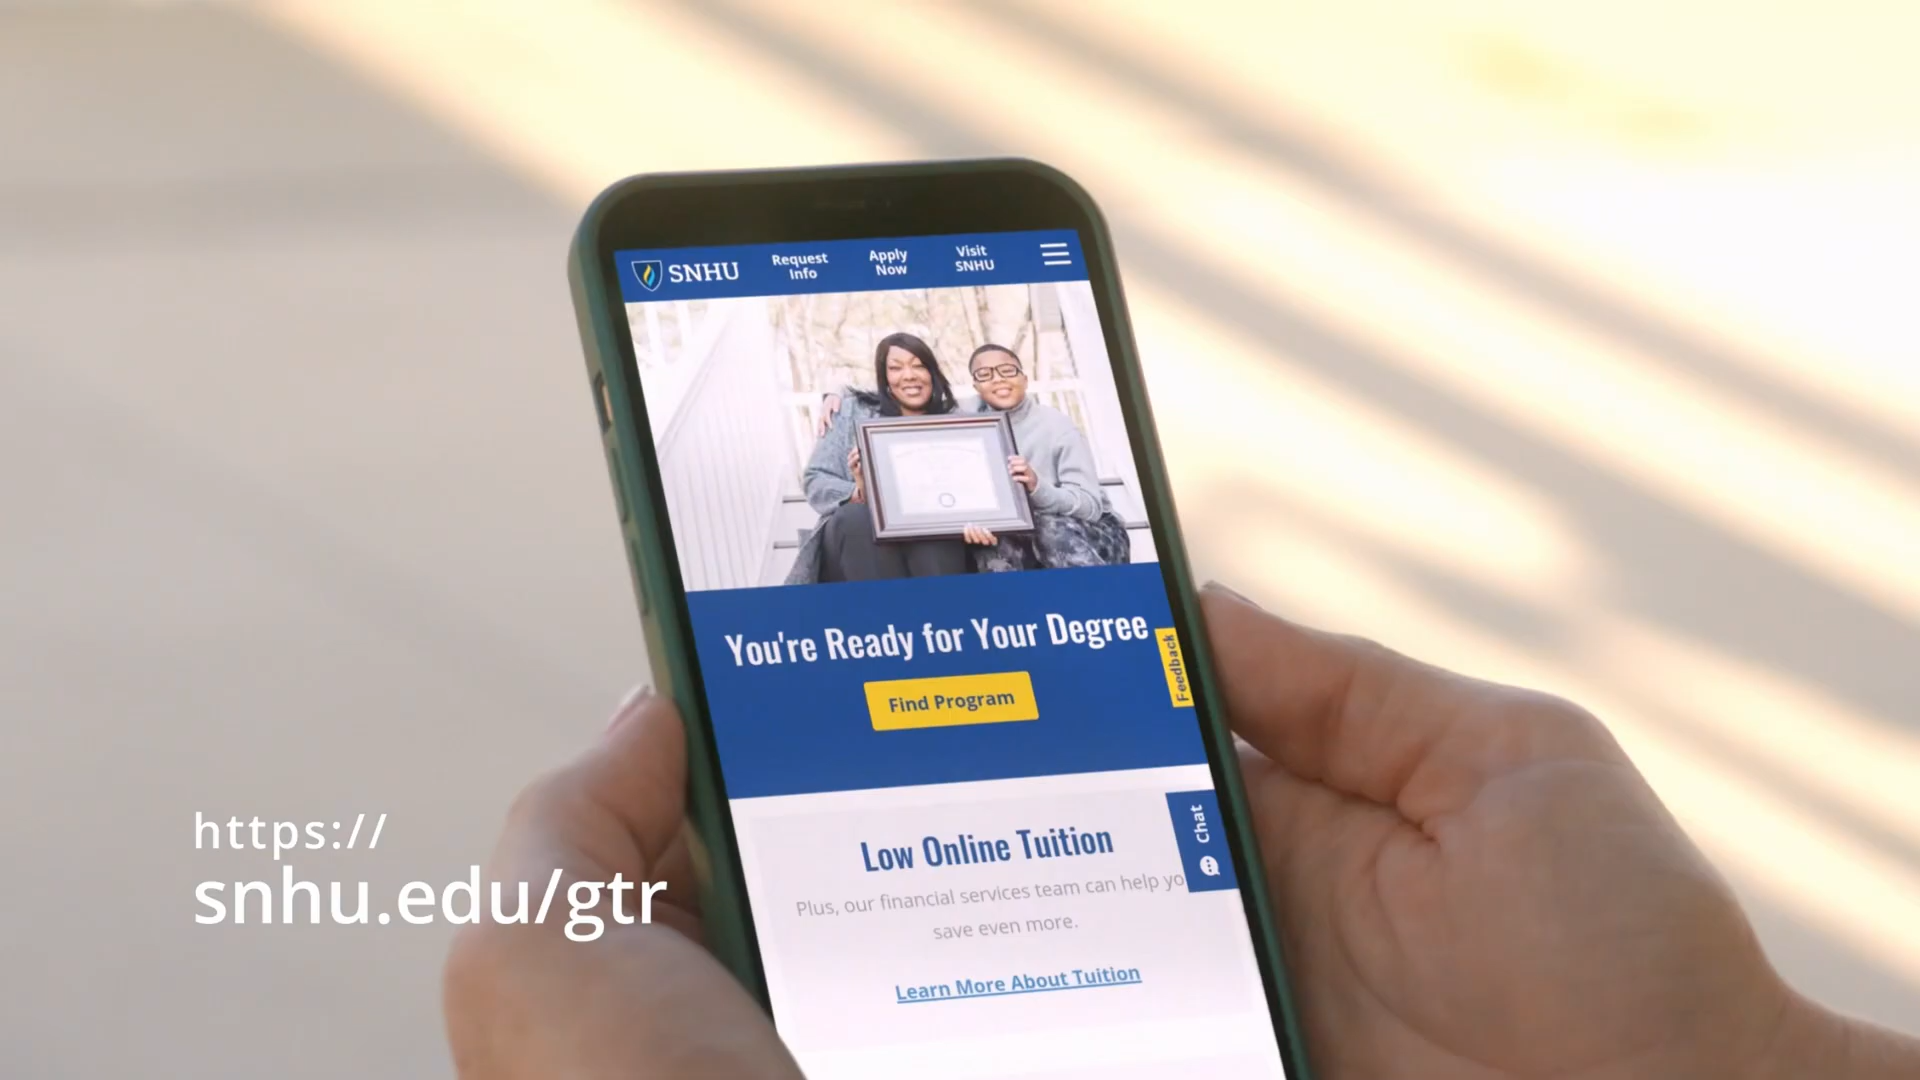 SNHU
Request
Info
Apply
Now
Visit
SNHU
You're Ready for Your Degree
Feedback
Find Program
Low Online Tuition
Chat
Plus, our financial services team can help yo
save even more.
Learn More About Tuition
https://
snhu.edu/gtr